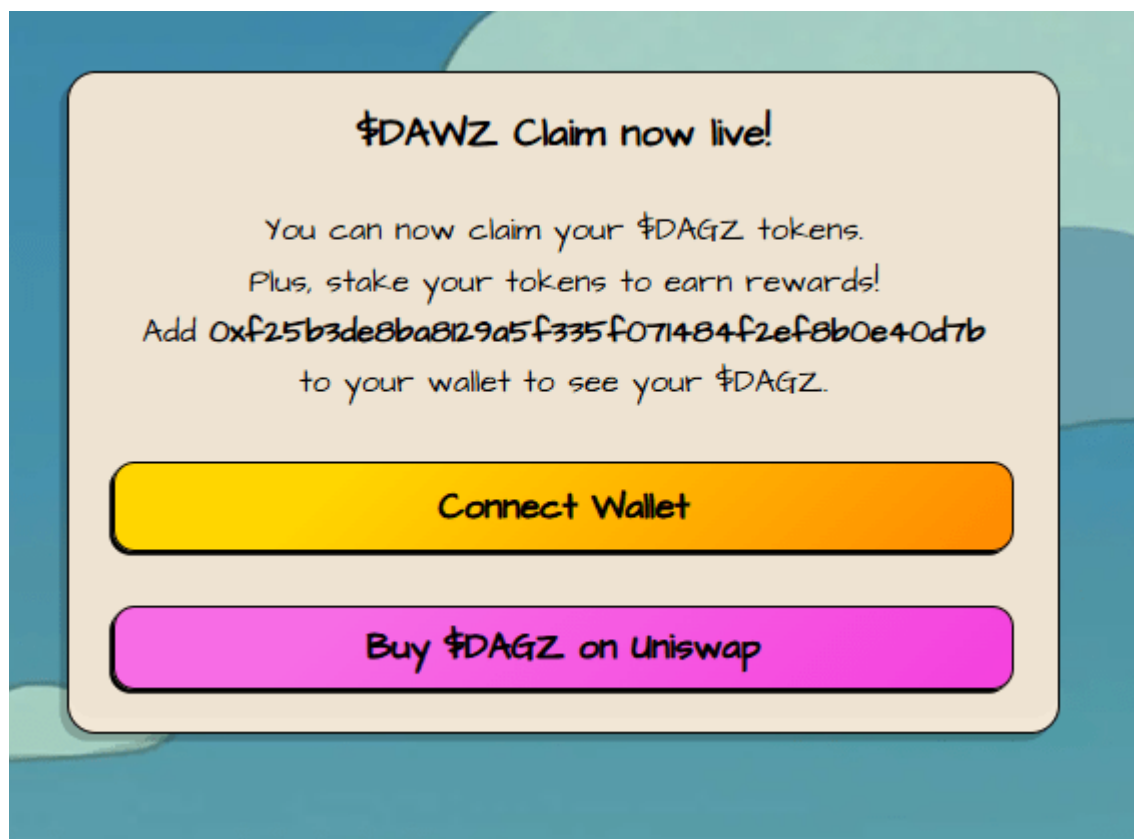 $DAWZ Claim now live!
You can now claim your $DAGZ tokens.
Plus, stake your tokens to earn rewards!
Add 0xf25b3de8ba8129a5f335f071484f2ef8b0e40d7b
to your wallet to see your $DAGZ.
Connect Wallet
Buy $DAGZ on Uniswap